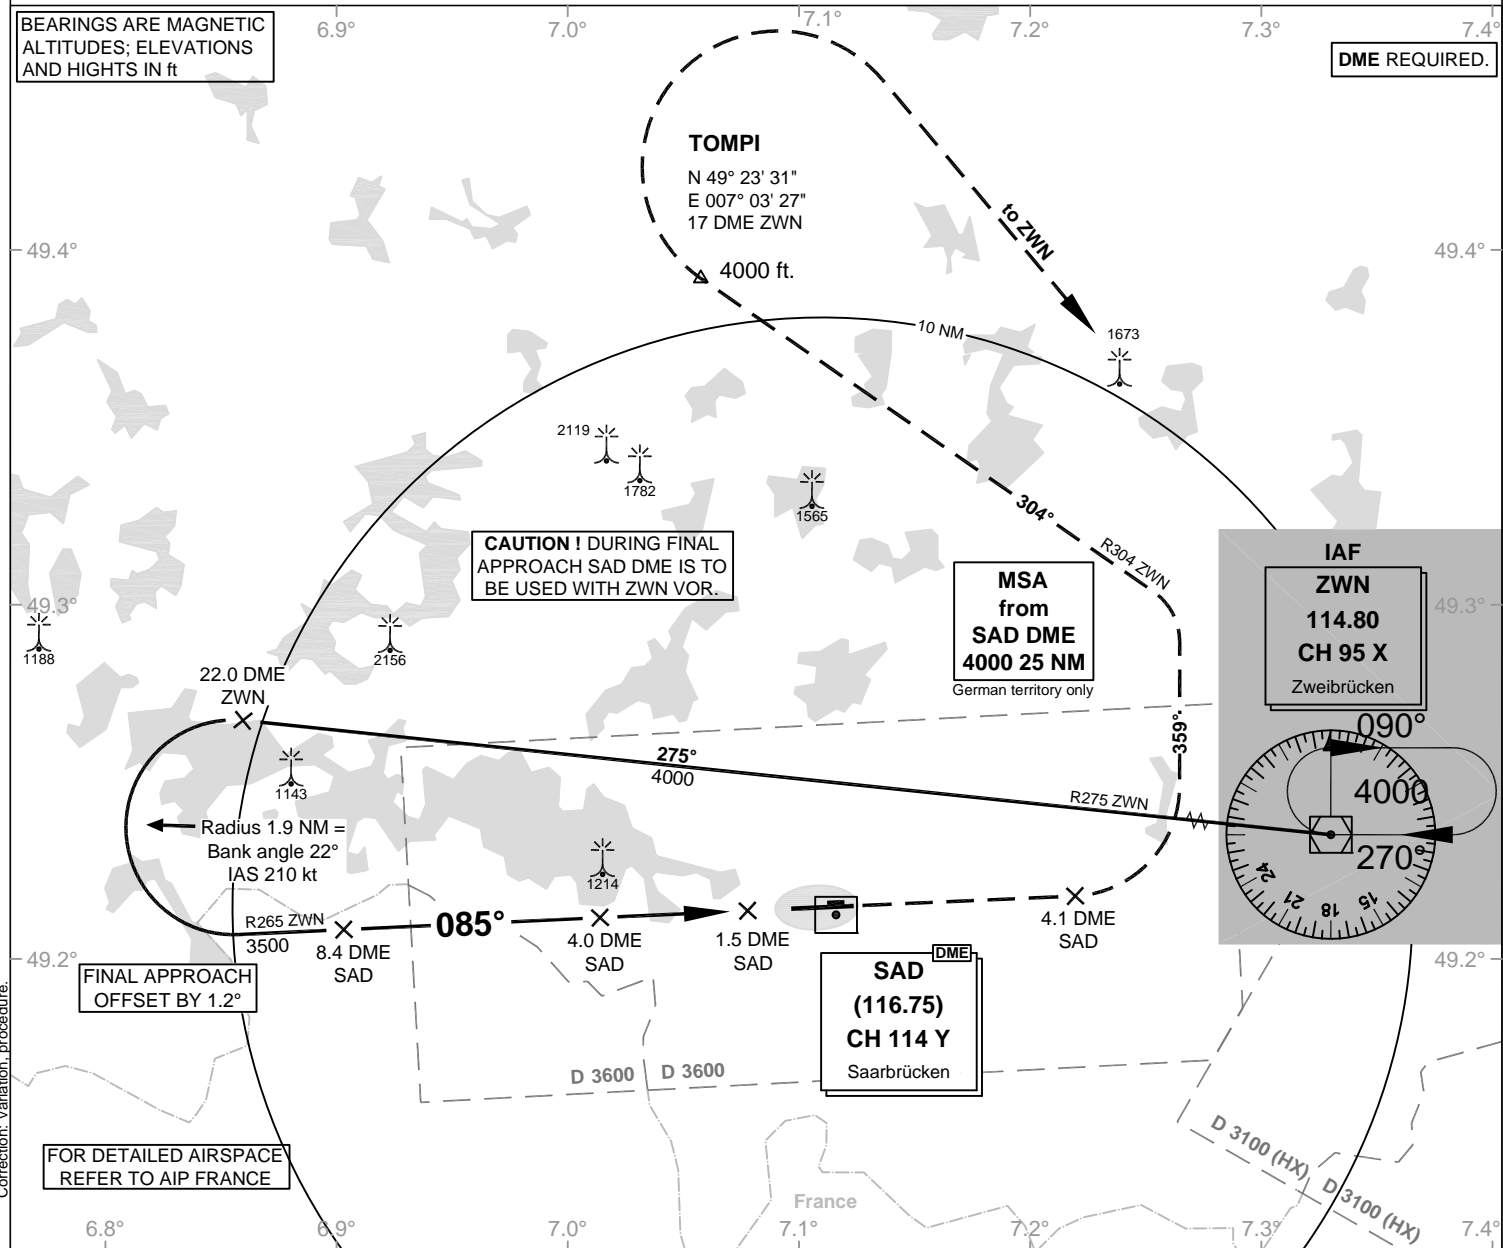 6.9°
7.0°
7.1°
7.2°
7.3°
7.4°
BEARINGS ARE MAGNETIC
ALTITUDES; ELEVATIONS
AND HIGHTS IN ft
DME REQUIRED.
TOMPI
N 49° 23' 31"
E 007° 03' 27"
17 DME ZWN
4000 ft.
to ZWN
49.4°
49.4°
10 NM
1673
2119
1782
1565
304°
R304 ZWN
CAUTION ! DURING FINAL
APPROACH SAD DME IS TO
BE USED WITH ZWN VOR.
MSA
from
SAD DME
4000 25 NM
German territory only
IAF
ZWN
114.80
CH 95 X
Zweibrücken
49.3°
49.3°
1188
2156
22.0 DME
ZWN
275°
4000
359°
R275 ZWN
090°
4000
270°
24
21
18
15
1143
Radius 1.9 NM =
Bank angle 22°
IAS 210 kt
1214
R265 ZWN
3500
085°
8.4 DME
SAD
4.0 DME
SAD
1.5 DME
SAD
4.1 DME
SAD
49.2°
FINAL APPROACH
OFFSET BY 1.2°
DME
SAD
(116.75)
CH 114 Y
Saarbrücken
D 3600
D 3600
D 3100 (HX)
D 3100 (HX)
FOR DETAILED AIRSPACE
REFER TO AIP FRANCE
France
Correction: Variation, procedure.
6.8°
6.9°
7.0°
7.1°
7.2°
7.3°
7.4°